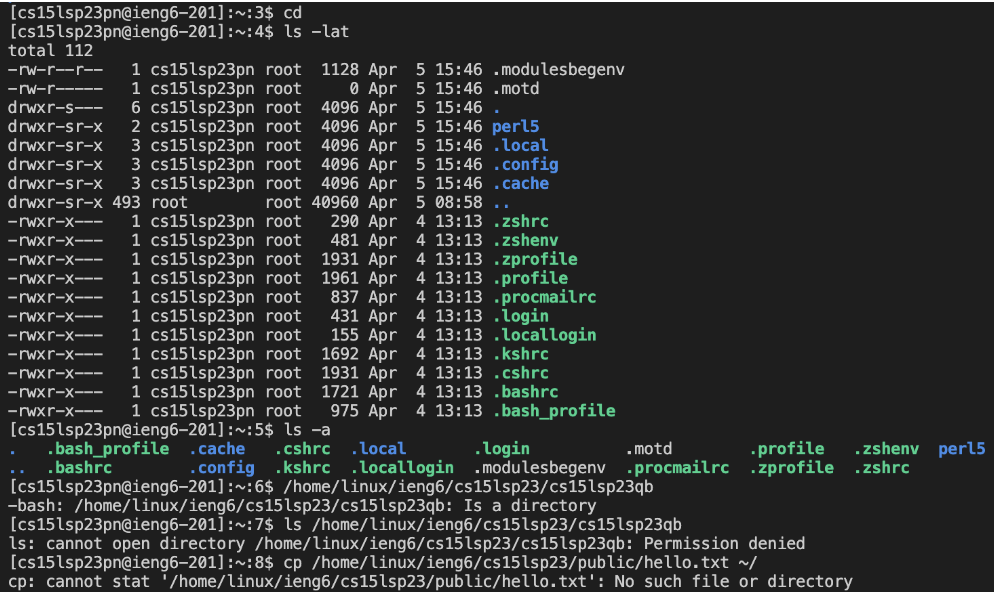 [cs15lsp23pn@ieng6-201]:~:3$ cd
[cs15lsp23pn@ieng6-201]:~:4$ ls -lat
total 112
-rw-r--r--   1 cs15lsp23pn root  1128 Apr  5 15:46 .modulesbegenv
-rw-r-----   1 cs15lsp23pn root     0 Apr  5 15:46 .motd
drwxr-s---   6 cs15lsp23pn root  4096 Apr  5 15:46 .
drwxr-sr-x   2 cs15lsp23pn root  4096 Apr  5 15:46 perl5
drwxr-sr-x   3 cs15lsp23pn root  4096 Apr  5 15:46 .local
drwxr-sr-x   3 cs15lsp23pn root  4096 Apr  5 15:46 .config
drwxr-sr-x   3 cs15lsp23pn root  4096 Apr  5 15:46 .cache
drwxr-sr-x 493 root        root 40960 Apr  5 08:58 ..
-rwxr-x---   1 cs15lsp23pn root   290 Apr  4 13:13 .zshrc
-rwxr-x---   1 cs15lsp23pn root   481 Apr  4 13:13 .zshenv
-rwxr-x---   1 cs15lsp23pn root  1931 Apr  4 13:13 .zprofile
-rwxr-x---   1 cs15lsp23pn root  1961 Apr  4 13:13 .profile
-rwxr-x---   1 cs15lsp23pn root   837 Apr  4 13:13 .procmailrc
-rwxr-x---   1 cs15lsp23pn root   431 Apr  4 13:13 .login
-rwxr-x---   1 cs15lsp23pn root   155 Apr  4 13:13 .locallogin
-rwxr-x---   1 cs15lsp23pn root  1692 Apr  4 13:13 .kshrc
-rwxr-x---   1 cs15lsp23pn root  1931 Apr  4 13:13 .cshrc
-rwxr-x---   1 cs15lsp23pn root  1721 Apr  4 13:13 .bashrc
-rwxr-x---   1 cs15lsp23pn root   975 Apr  4 13:13 .bash_profile
[cs15lsp23pn@ieng6-201]:~:5$ ls -a
.   .bash_profile  .cache   .cshrc  .local       .login          .motd        .profile   .zshenv  perl5
..  .bashrc        .config  .kshrc  .locallogin  .modulesbegenv  .procmailrc  .zprofile  .zshrc
[cs15lsp23pn@ieng6-201]:~:6$ /home/linux/ieng6/cs15lsp23/cs15lsp23qb
-bash: /home/linux/ieng6/cs15lsp23/cs15lsp23qb: Is a directory
[cs15lsp23pn@ieng6-201]:~:7$ ls /home/linux/ieng6/cs15lsp23/cs15lsp23qb
ls: cannot open directory /home/linux/ieng6/cs15lsp23/cs15lsp23qb: Permission denied
[cs15lsp23pn@ieng6-201]:~:8$ cp /home/linux/ieng6/cs15lsp23/public/hello.txt ~/
cp: cannot stat '/home/linux/ieng6/cs15lsp23/public/hello.txt': No such file or directory